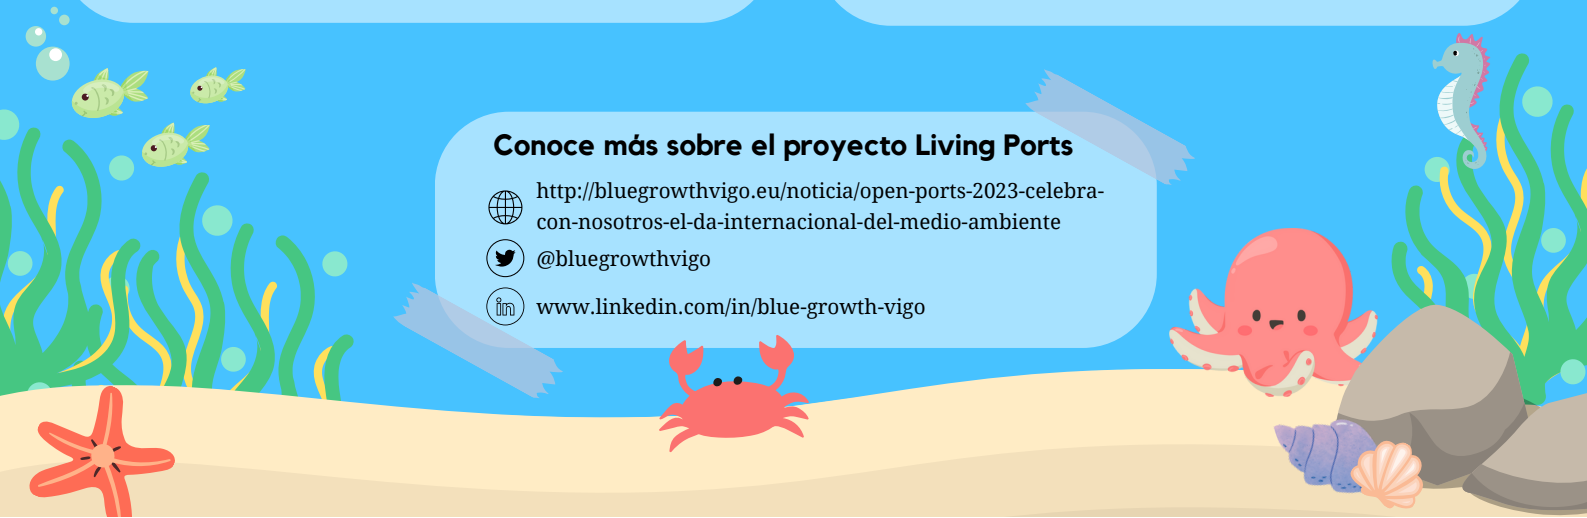 Conoce más sobre el proyecto Living Ports
http://bluegrowthvigo.eu/noticia/open-ports-2023-celebra-
con-nosotros-el-da-internacional-del-medio-ambiente
@bluegrowthvigo
in
www.linkedin.com/in/blue-growth-vigo